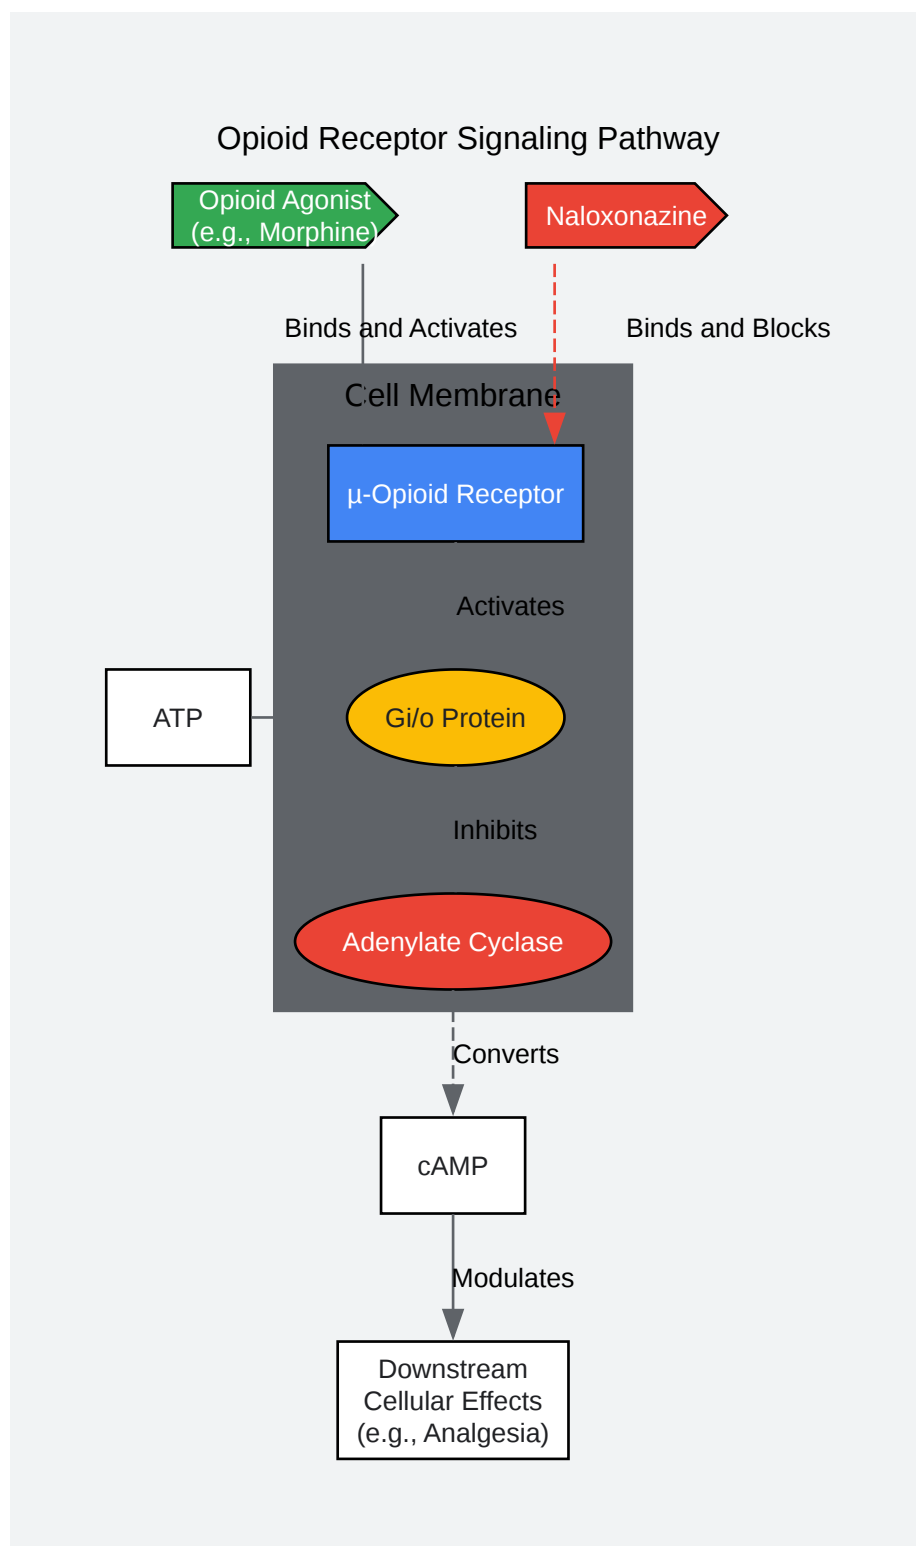 Opioid Receptor Signaling Pathway
Opioid Agonist
(e.g., Morphine)
Naloxonazine
Binds and Activates
Binds and Blocks
Cell Membrane
µ-Opioid Receptor
Activates
ATP
Gi/o Protein
Inhibits
Adenylate Cyclase
Converts
cAMP
Modulates
Downstream
Cellular Effects
(e.g., Analgesia)